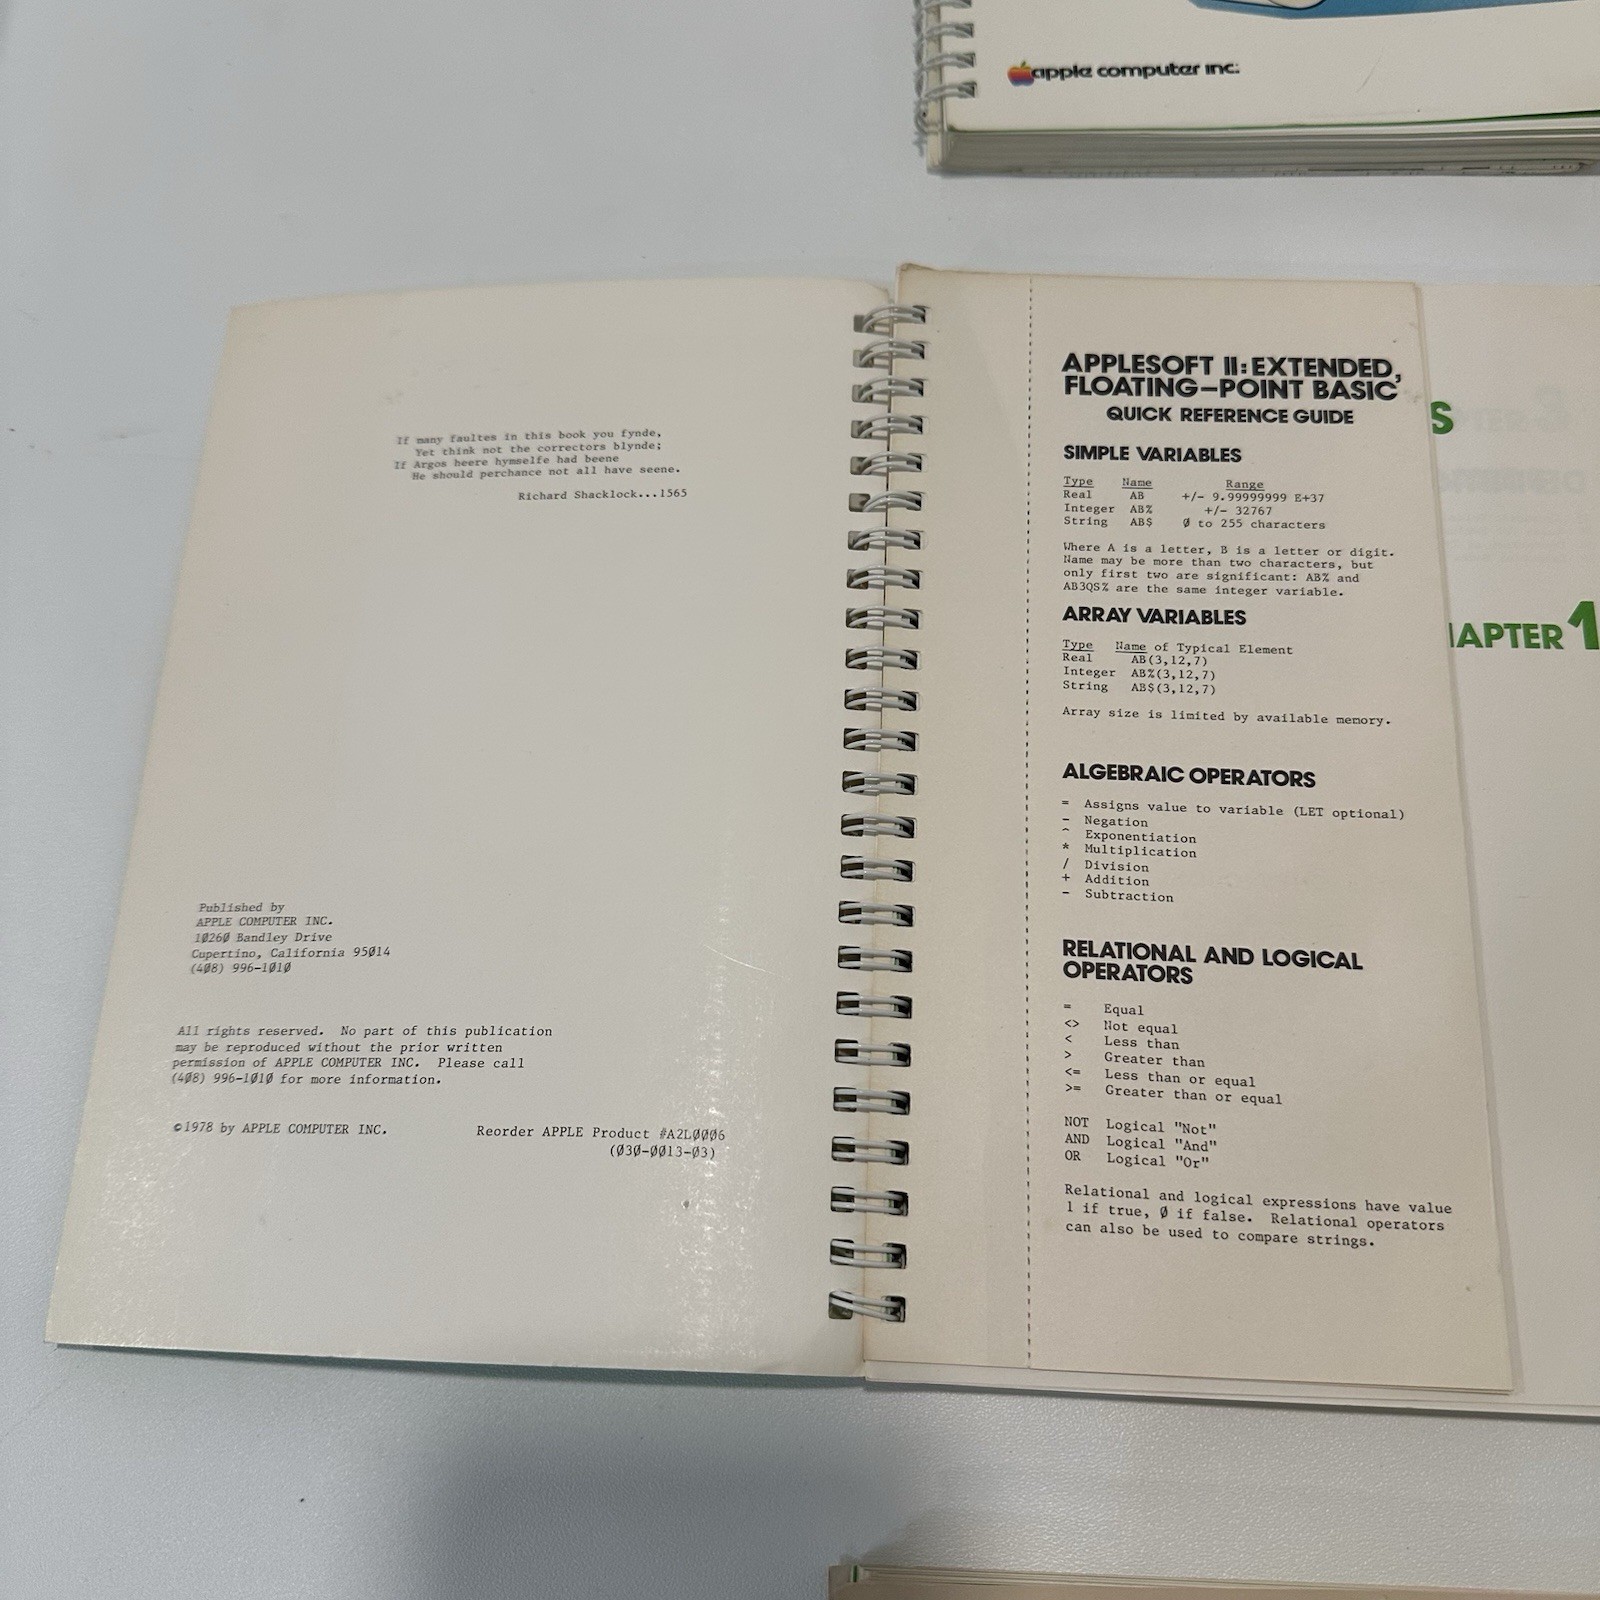 apple computer inc.
If many faultes in this book you fynde,
Yet think not the correctors blynde;
If Argos heere hymselfe had beene
He should perchance not all have seene.
Richard Shacklock...1565
Published by
APPLE COMPUTER INC.
10260 Bandley Drive
Cupertino, California 95014
(408) 996-1010
All rights reserved.  No part of this publication
may be reproduced without the prior written
permission of APPLE COMPUTER INC.  Please call
(408) 996-1010 for more information.
©1978 by APPLE COMPUTER INC.
Reorder APPLE Product #A2L0006
(030-0013-03)
APPLESOFT II: EXTENDED,
FLOATING-POINT BASIC
QUICK REFERENCE GUIDE
SIMPLE VARIABLES
Type Name Range
Real AB +/- 9.99999999 E+37
Integer AB% +/- 32767
String AB$ 0 to 255 characters
Where A is a letter, B is a letter or digit.
Name may be more than two characters, but
only first two are significant: AB% and
AB3QS% are the same integer variable.
ARRAY VARIABLES
Type Name of Typical Element
Real AB(3,12,7)
Integer AB%(3,12,7)
String AB$(3,12,7)
Array size is limited by available memory.
ALGEBRAIC OPERATORS
= Assigns value to variable (LET optional)
- Negation
^ Exponentiation
* Multiplication
/ Division
+ Addition
- Subtraction
RELATIONAL AND LOGICAL
OPERATORS
= Equal
<> Not equal
< Less than
> Greater than
<= Less than or equal
>= Greater than or equal
NOT Logical "Not"
AND Logical "And"
OR Logical "Or"
Relational and logical expressions have value
1 if true, 0 if false.  Relational operators
can also be used to compare strings.
S
HAPTER 1